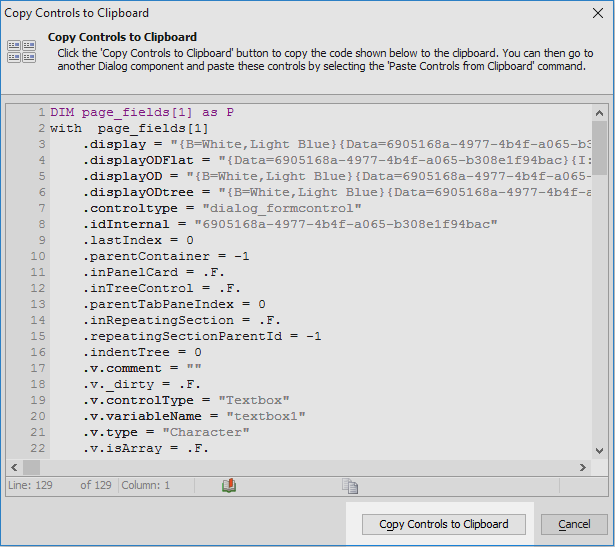 Copy Controls to Clipboard
Copy Controls to Clipboard
Click the 'Copy Controls to Clipboard' button to copy the code shown below to the clipboard. You can then go to
another Dialog component and paste these controls by selecting the 'Paste Controls from Clipboard' command.
1 DIM page_fields[1] as P
2 with  page_fields[1]
3 .display = "{B=White,Light Blue}{Data=6905168a-4977-4b4f-a065-b3
4 .displayODFlat = "{Data=6905168a-4977-4b4f-a065-b308e1f94bac}{I:
5 .displayOD = "{B=White,Light Blue}{Data=6905168a-4977-4b4f-a065-
6 .displayODtree = "{B=White,Light Blue}{Data=6905168a-4977-4b4f-a
7 .controltype = "dialog_formcontrol"
8 .idInternal = "6905168a-4977-4b4f-a065-b308e1f94bac"
9 .lastIndex = 0
10 .parentContainer = -1
11 .inPanelCard = .F.
12 .inTreeControl = .F.
13 .parentTabPaneIndex = 0
14 .inRepeatingSection = .F.
15 .repeatingSectionParentId = -1
16 .indentTree = 0
17 .v.comment = ""
18 .v._dirty = .F.
19 .v.controlType = "Textbox"
20 .v.variableName = "textbox1"
21 .v.type = "Character"
22 .v.isArray = .F.
Line: 129 of 129 Column: 1
Copy Controls to Clipboard Cancel